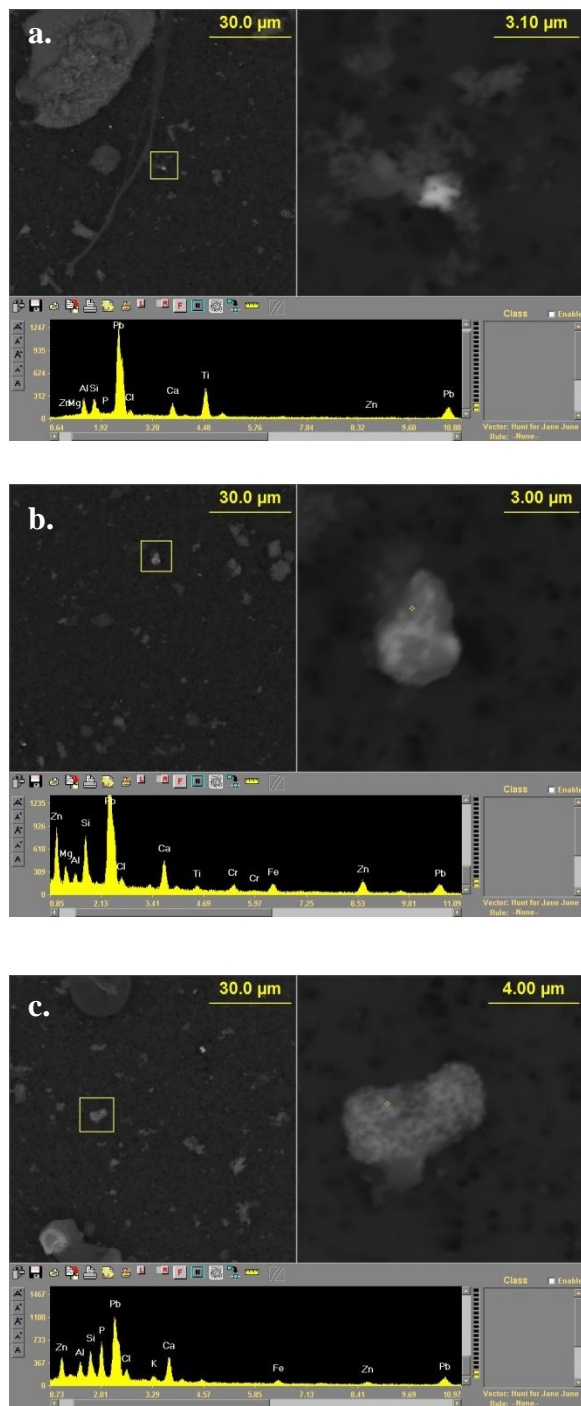 a.
30.0 µm
3.10 µm
Class
Enable
1247
935
624
312
0
Zn Mg Al Si P Pb Cl Ca Ti Zn Pb
0.64 1.92 3.20 4.48 5.76 7.04 8.32 9.60 10.88
Vector: Hunt for Jane June
Rule: --None--
b.
30.0 µm
3.00 µm
Class
Enable
1235
926
618
309
0
Zn Mg Al Si Pb Cl Ca Ti Cr Cr Fe Zn Pb
0.85 2.13 3.41 4.69 5.97 7.25 8.53 9.81 11.09
Vector: Hunt for Jane June
Rule: --None--
c.
30.0 µm
4.00 µm
Class
Enable
1467
1100
733
367
0
Zn Al Si P Pb Cl K Ca Fe Zn Pb
0.73 2.01 3.29 4.57 5.85 7.13 8.41 9.69 10.97
Vector: Hunt for Jane June
Rule: --None--